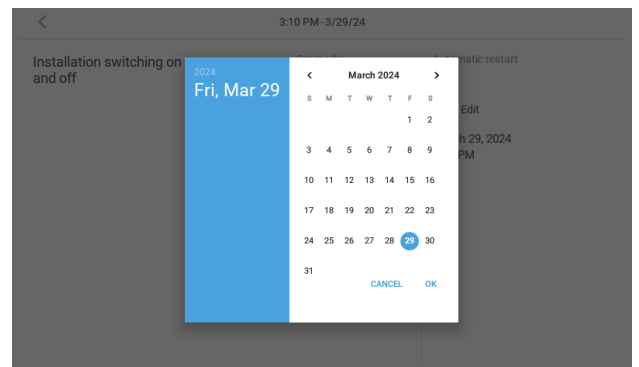 3:10 PM - 3/29/24
Installation switching on
and off
restart
Edit
29, 2024
PM
2024
Fri, Mar 29
March 2024
S M T W T F S
1 2
3 4 5 6 7 8 9
10 11 12 13 14 15 16
17 18 19 20 21 22 23
24 25 26 27 28 29 30
31
CANCEL OK